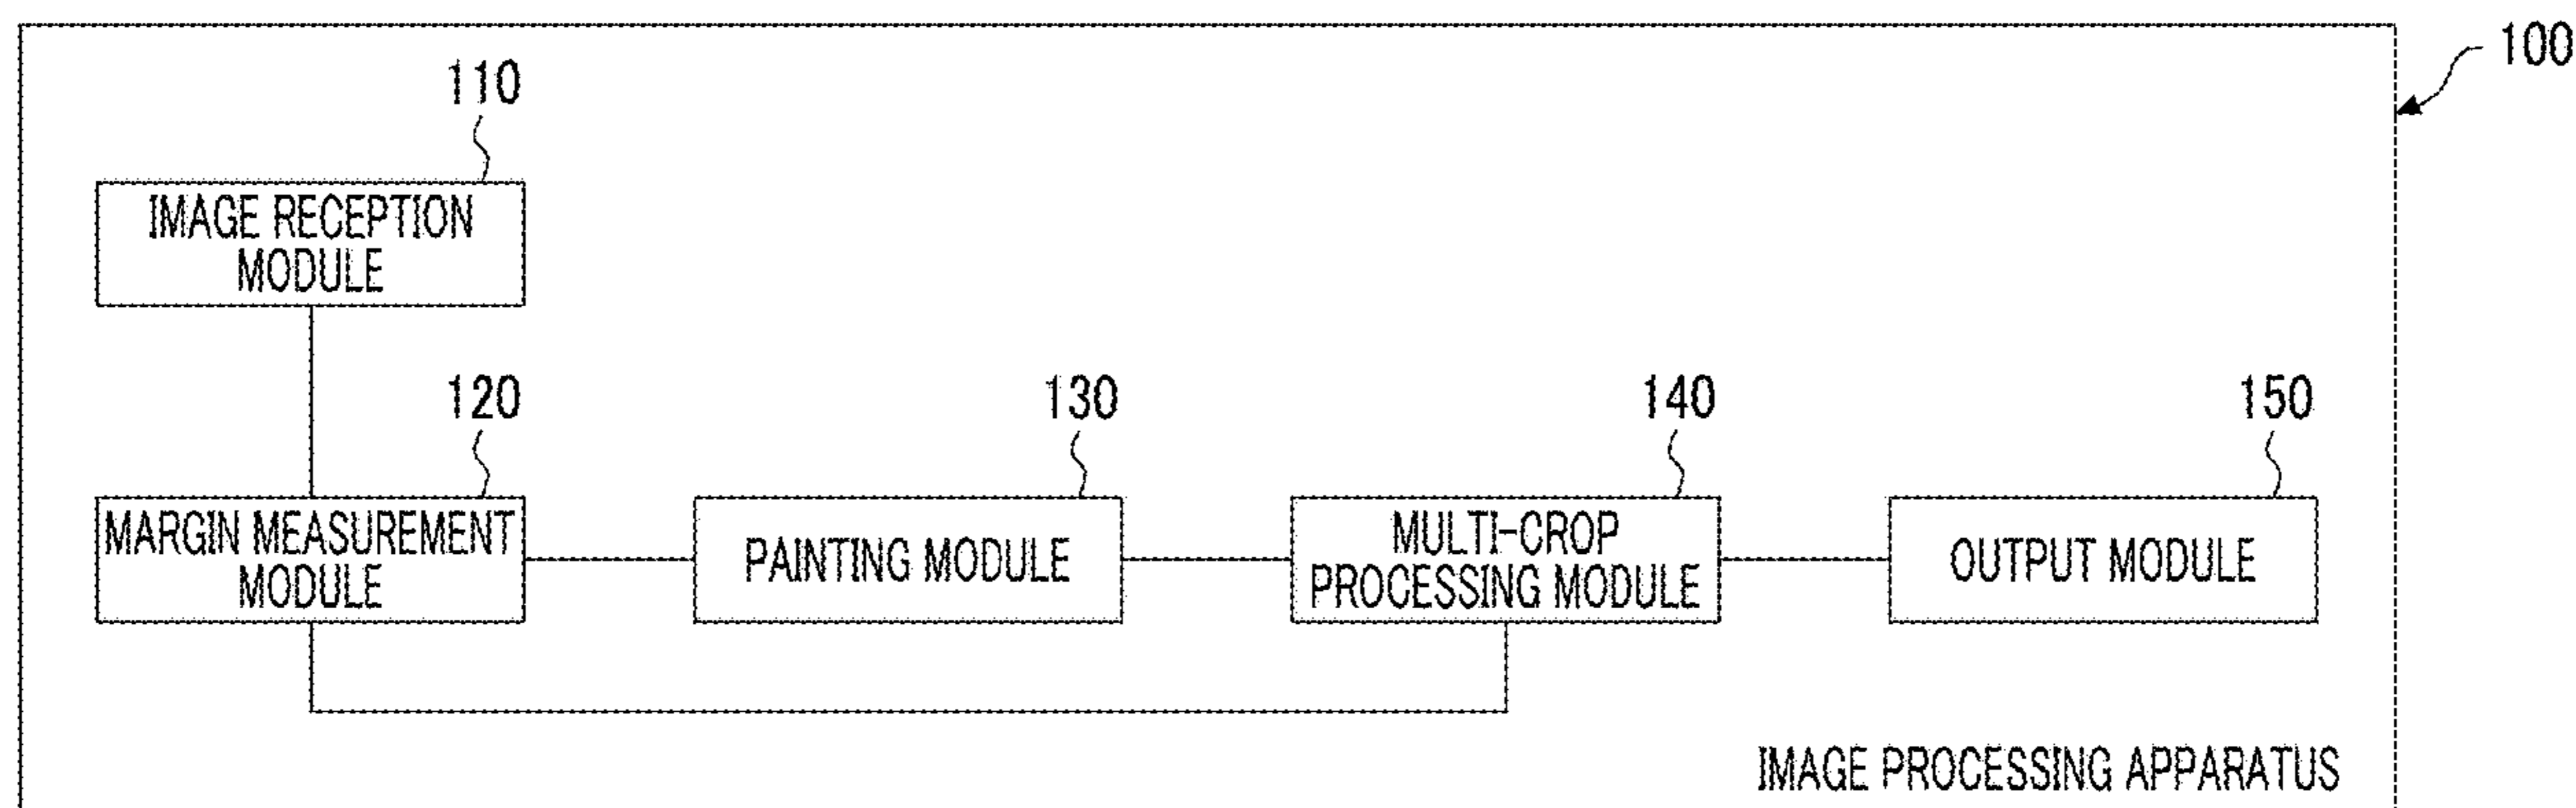 100
110
IMAGE RECEPTION
MODULE
120
130
140
150
MARGIN MEASUREMENT
MODULE
PAINTING MODULE
MULTI-CROP
PROCESSING MODULE
OUTPUT MODULE
IMAGE PROCESSING APPARATUS